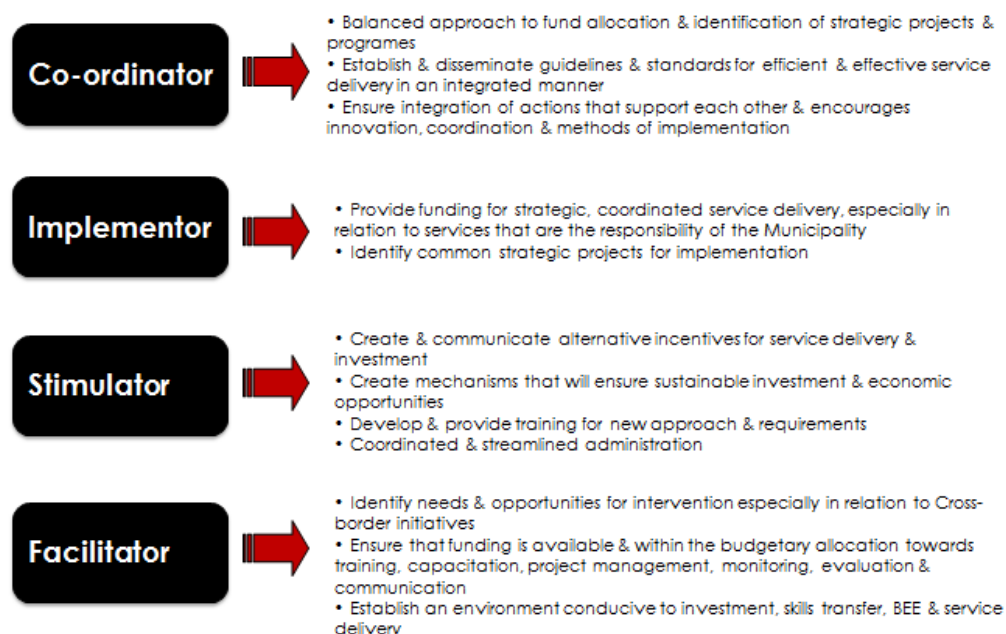 Co-ordinator
• Balanced approach to fund allocation & identification of strategic projects &
programes
• Establish & disseminate guidelines & standards for efficient & effective service
delivery in an integrated manner
• Ensure integration of actions that support each other & encourages
innovation, coordination & methods of implementation
Implementor
• Provide funding for strategic, coordinated service delivery, especially in
relation to services that are the responsibility of the Municipality
• Identify common strategic projects for implementation
Stimulator
• Create & communicate alternative incentives for service delivery &
investment
• Create mechanisms that will ensure sustainable investment & economic
opportunities
• Develop & provide training for new approach & requirements
• Coordinated & streamlined administration
Facilitator
• Identify needs & opportunities for intervention especially in relation to Cross-
border initiatives
• Ensure that funding is available & within the budgetary allocation towards
training, capacitation, project management, monitoring, evaluation &
communication
• Establish an environment conducive to investment, skills transfer, BEE & service
delivery